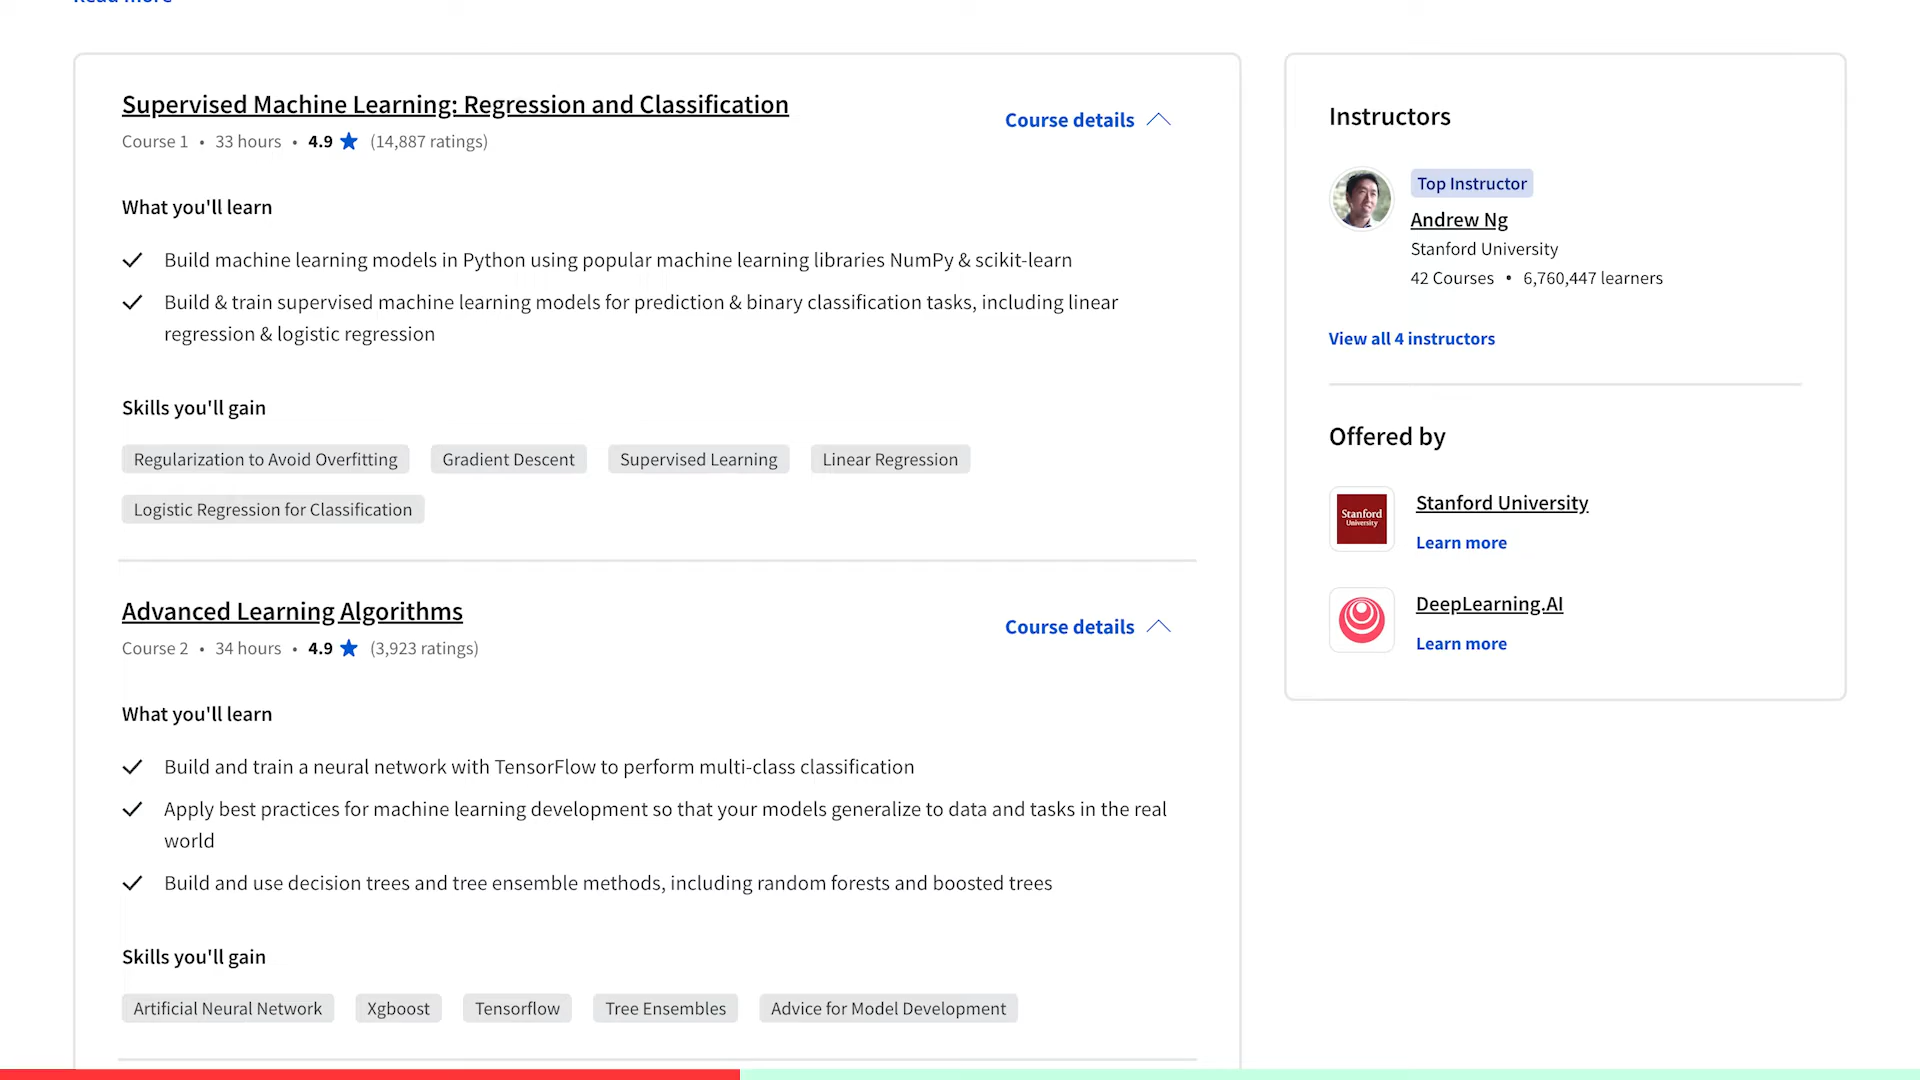 Read more
Supervised Machine Learning: Regression and Classification
Course details
Course 1 • 33 hours • 4.9 ★ (14,887 ratings)
What you'll learn
Build machine learning models in Python using popular machine learning libraries NumPy & scikit-learn
Build & train supervised machine learning models for prediction & binary classification tasks, including linear
regression & logistic regression
Skills you'll gain
Regularization to Avoid Overfitting
Gradient Descent
Supervised Learning
Linear Regression
Logistic Regression for Classification
Advanced Learning Algorithms
Course details
Course 2 • 34 hours • 4.9 ★ (3,923 ratings)
What you'll learn
Build and train a neural network with TensorFlow to perform multi-class classification
Apply best practices for machine learning development so that your models generalize to data and tasks in the real
world
Build and use decision trees and tree ensemble methods, including random forests and boosted trees
Skills you'll gain
Artificial Neural Network
Xgboost
Tensorflow
Tree Ensembles
Advice for Model Development
Instructors
Top Instructor
Andrew Ng
Stanford University
42 Courses • 6,760,447 learners
View all 4 instructors
Offered by
Stanford
University
Stanford University
Learn more
DeepLearning.AI
Learn more